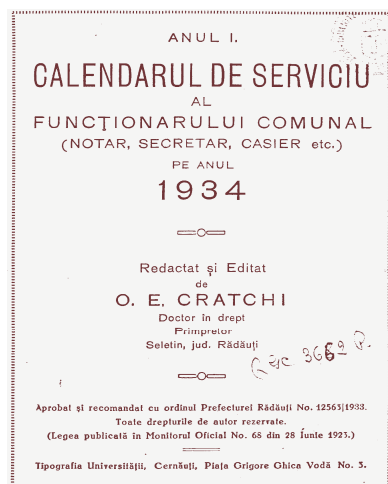 ANUL I.
CALENDARUL DE SERVICIU
AL
FUNCŢIONARULUI COMUNAL
(NOTAR, SECRETAR, CASIER etc.)
PE ANUL
1934
Redactat şi Editat
de
O. E. CRATCHI
Doctor în drept
Primpretor
Seletin, jud. Rădăuţi
3662
Aprobat şi recomandat cu ordinul Prefecturei Rădăuţi No. 12563|1933.
Toate drepturile de autor rezervate.
(Legea publicată în Monitorul Oficial No. 68 din 28 Iunie 1923.)
Tipografia Universităţii, Cernăuţi, Piaţa Grigore Ghica Vodă No. 3.